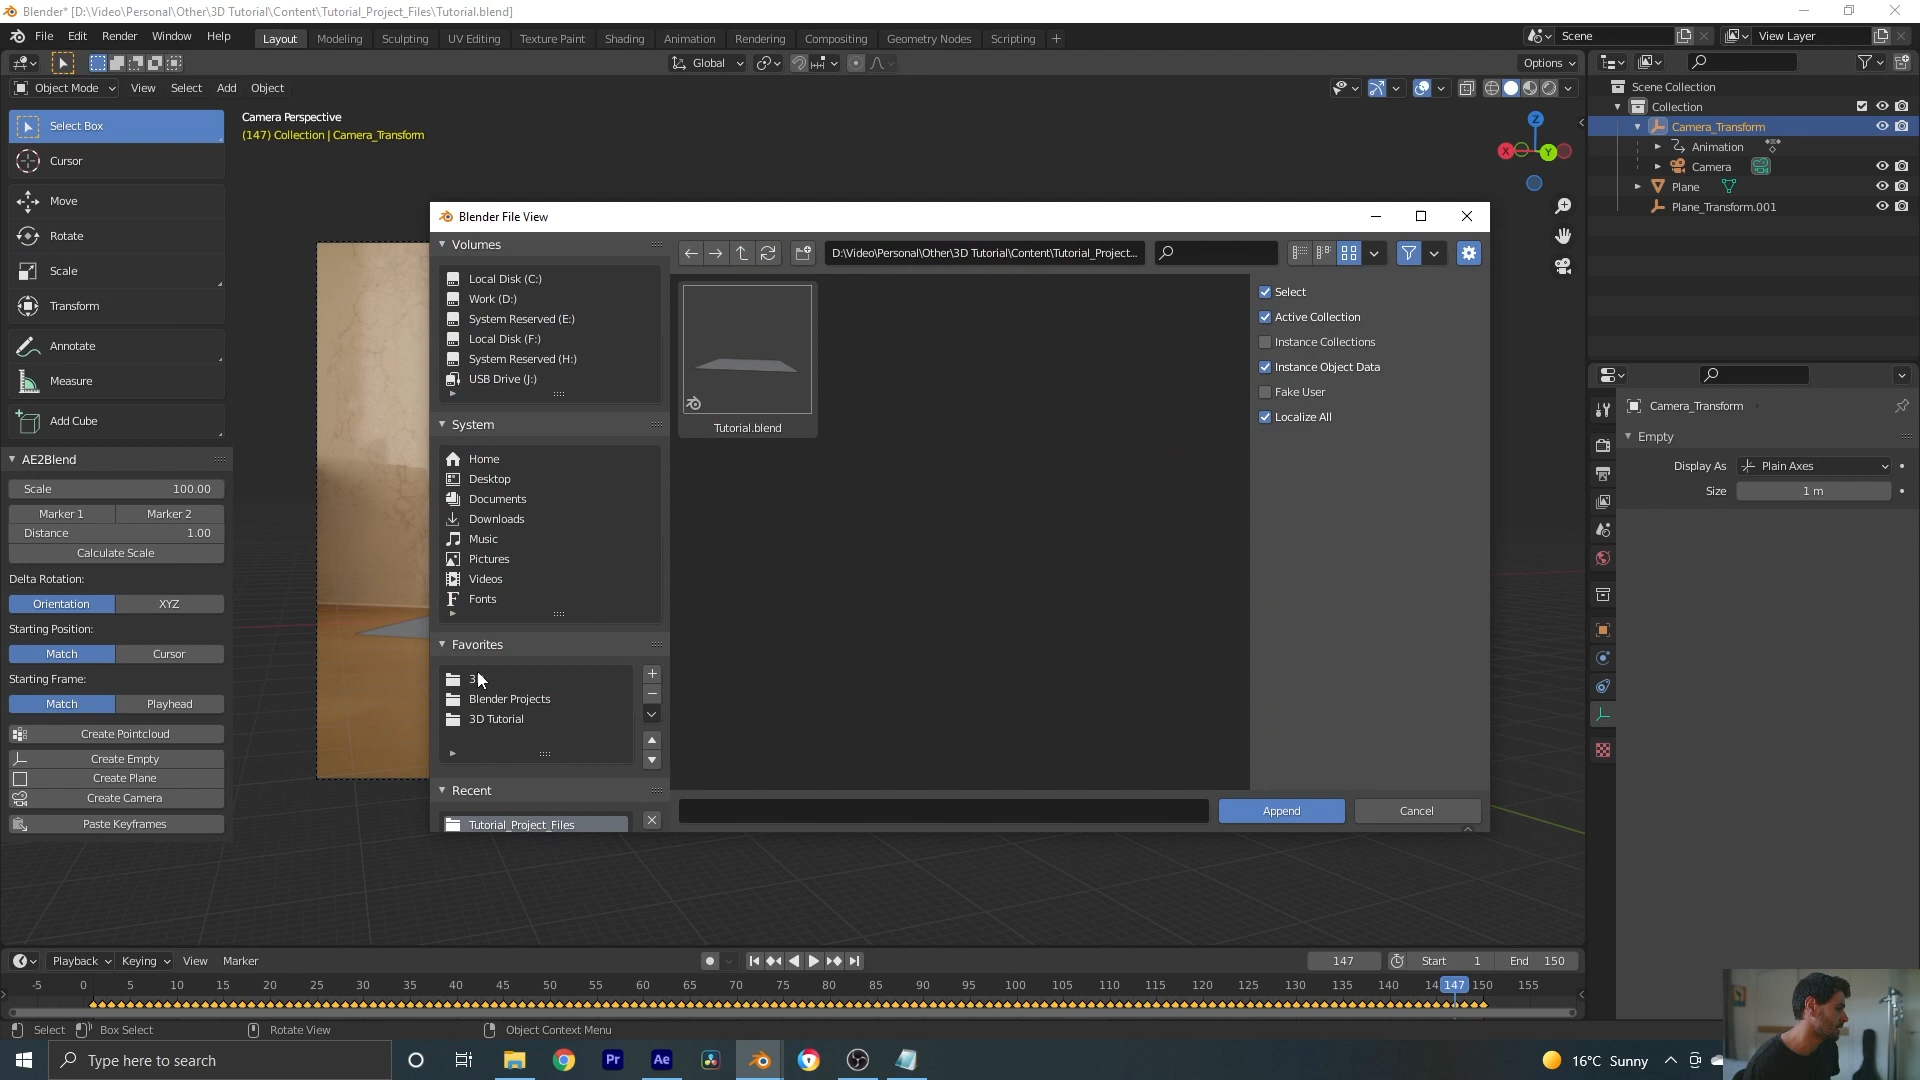 Blender* [D:\Video\Personal\Other\3D Tutorial\Content\Tutorial_Project_Files\Tutorial.blend]
File Edit Render Window Help
Layout Modeling Sculpting UV Editing Texture Paint Shading Animation Rendering Compositing Geometry Nodes Scripting +
Scene
View Layer
Global
Options
Object Mode View Select Add Object
Select Box
Cursor
Move
Rotate
Scale
Transform
Annotate
Measure
Add Cube
AE2Blend
Scale 100.00
Marker 1 Marker 2
Distance 1.00
Calculate Scale
Delta Rotation:
Orientation XYZ
Starting Position:
Match Cursor
Starting Frame:
Match Playhead
Create Pointcloud
Create Empty
Create Plane
Create Camera
Paste Keyframes
Camera Perspective
(147) Collection | Camera_Transform
Z
X
Y
Blender File View
Volumes
Local Disk (C:)
Work (D:)
System Reserved (E:)
Local Disk (F:)
System Reserved (H:)
USB Drive (J:)
System
Home
Desktop
Documents
Downloads
Music
Pictures
Videos
Fonts
Favorites
Blender Projects
3D Tutorial
Recent
Tutorial_Project_Files
D:\Video\Personal\Other\3D Tutorial\Content\Tutorial_Project...
Tutorial.blend
Select
Active Collection
Instance Collections
Instance Object Data
Fake User
Localize All
Append Cancel
Scene Collection
Collection
Camera_Transform
Animation
Camera
Plane
Plane_Transform.001
Camera_Transform
Empty
Display As Plain Axes
Size 1 m
Playback Keying View Marker
147 Start 1 End 150
-5 0 5 10 15 20 25 30 35 40 45 50 55 60 65 70 75 80 85 90 95 100 105 110 115 120 125 130 135 140 147 150 155
Select Box Select Rotate View Object Context Menu
Type here to search
Pr Ae
16°C Sunny